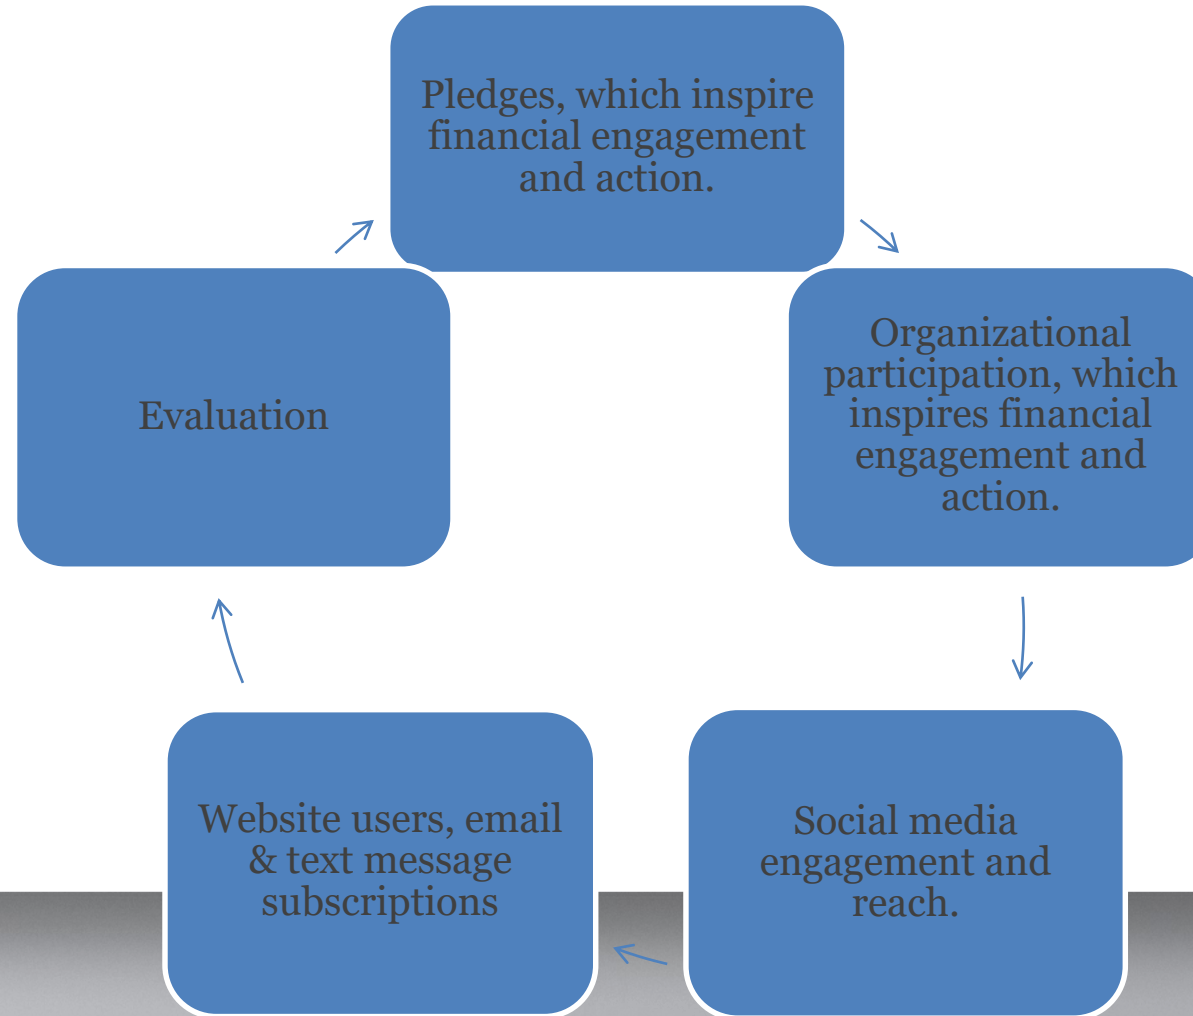 Pledges, which inspire
financial engagement
and action.
Organizational
participation, which
inspires financial
engagement and
action.
Social media
engagement and
reach.
Website users, email
& text message
subscriptions
Evaluation